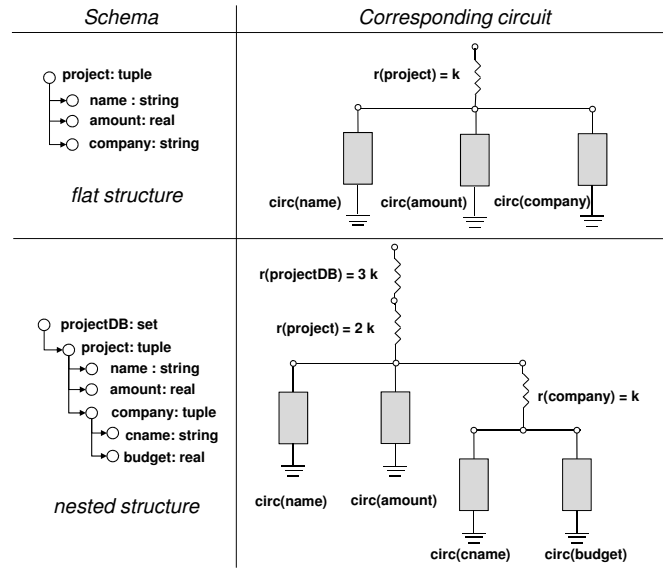 Schema
Corresponding circuit
project: tuple
name : string
amount: real
company: string
flat structure
r(project) = k
circ(name)
circ(amount)
circ(company)
projectDB: set
project: tuple
name : string
amount: real
company: tuple
cname: string
budget: real
nested structure
r(projectDB) = 3 k
r(project) = 2 k
r(company) = k
circ(name)
circ(amount)
circ(cname)
circ(budget)